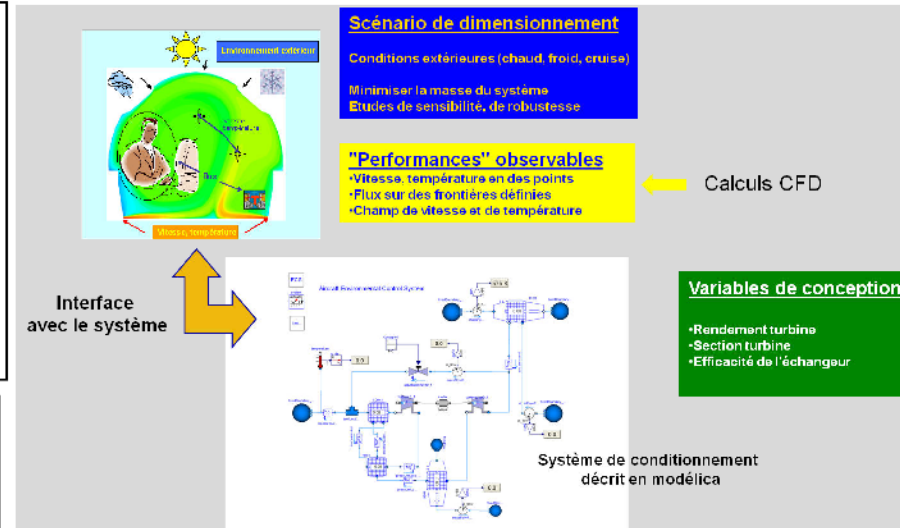 Scénario de dimensionnement
Environnement extérieur
Conditions extérieures (chaud, froid, cruise)
Minimiser la masse du système
Etudes de sensibilité, de robustesse
"Performances" observables
•Vitesse, température en des points
•Flux sur des frontières définies
•Champ de vitesse et de température
Calculs CFD
Flux
Vitesse, température
Interface
avec le système
Aircraft Environmental Control System
Variables de conception
•Rendement turbine
•Section turbine
•Efficacité de l'échangeur
Système de conditionnement
décrit en modélica